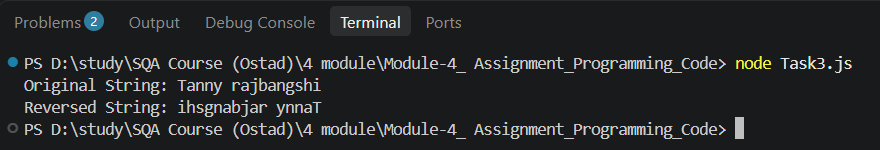 Problems 2 Output Debug Console Terminal Ports
PS D:\study\SQA Course (Ostad)\4 module\Module-4_ Assignment_Programming_Code> node Task3.js
Original String: Tanny rajbangshi
Reversed String: ihsgnabjar ynnaT
PS D:\study\SQA Course (Ostad)\4 module\Module-4_ Assignment_Programming_Code>